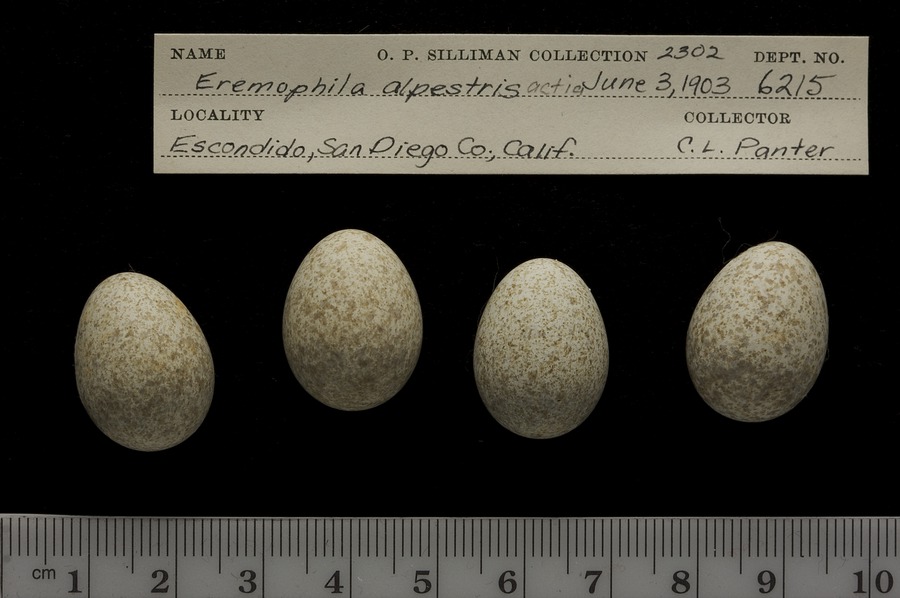 NAME O. P. SILLIMAN COLLECTION 2302 DEPT. NO.
Eremophila alpestris actia June 3, 1903 6215
LOCALITY COLLECTOR
Escondido, San Diego Co., Calif. C. L. Panter
cm 1 2 3 4 5 6 7 8 9 10